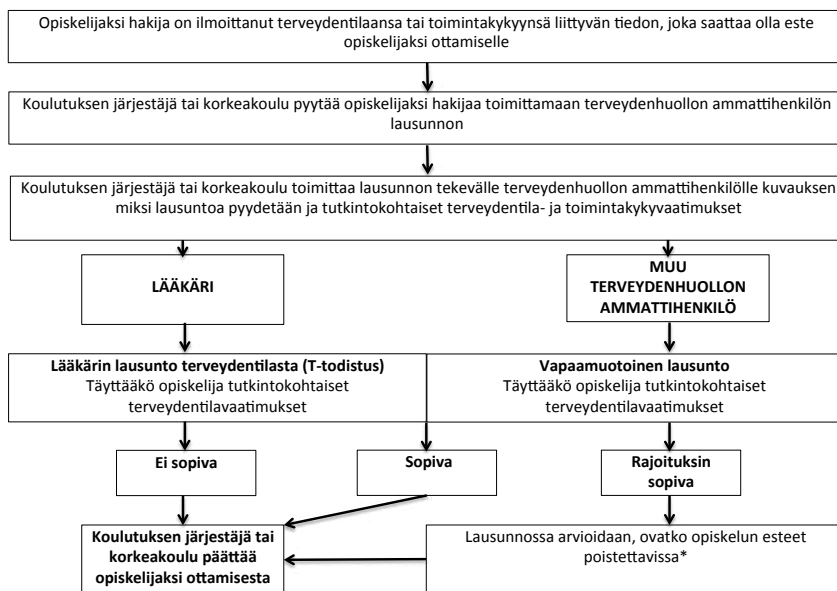 Opiskelijaksi hakija on ilmoittanut terveydentilaansa tai toimintakykyynsä liittyvän tiedon, joka saattaa olla este
opiskelijaksi ottamiselle
Koulutuksen järjestäjä tai korkeakoulu pyytää opiskelijaksi hakijaa toimittamaan terveydenhuollon ammattihenkilön
lausunnon
Koulutuksen järjestäjä tai korkeakoulu toimittaa lausunnon tekevälle terveydenhuollon ammattihenkilölle kuvauksen
miksi lausuntoa pyydetään ja tutkintokohtaiset terveydentila- ja toimintakykyvaatimukset
LÄÄKÄRI
MUU
TERVEYDENHUOLLON
AMMATTIHENKILÖ
Lääkärin lausunto terveydentilasta (T-todistus)
Täyttääkö opiskelija tutkintokohtaiset
terveydentilavaatimukset
Vapaamuotoinen lausunto
Täyttääkö opiskelija tutkintokohtaiset
terveydentilavaatimukset
Ei sopiva
Sopiva
Rajoituksin
sopiva
Koulutuksen järjestäjä tai
korkeakoulu päättää
opiskelijaksi ottamisesta
Lausunnossa arvioidaan, ovatko opiskelun esteet
poistettavissa*